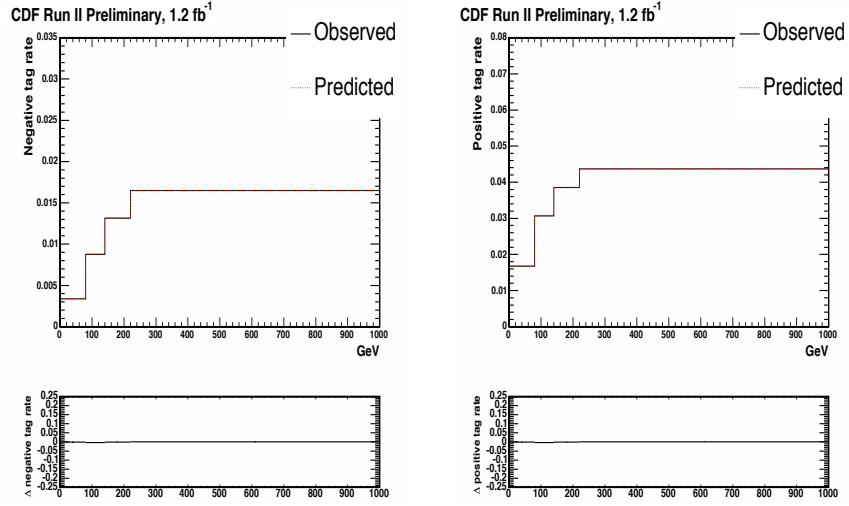 CDF Run II Preliminary, 1.2 fb-1
Negative tag rate
0.035
0.03
0.025
0.02
0.015
0.01
0.005
0
0 100 200 300 400 500 600 700 800 900 1000
GeV
Observed
Predicted
Δ negative tag rate
0.25
0.2
0.15
0.1
0.05
0
-0.05
-0.1
-0.15
-0.2
-0.25
0 100 200 300 400 500 600 700 800 900 1000
CDF Run II Preliminary, 1.2 fb-1
Positive tag rate
0.08
0.07
0.06
0.05
0.04
0.03
0.02
0.01
0
0 100 200 300 400 500 600 700 800 900 1000
GeV
Observed
Predicted
Δ positive tag rate
0.25
0.2
0.15
0.1
0.05
0
-0.05
-0.1
-0.15
-0.2
-0.25
0 100 200 300 400 500 600 700 800 900 1000